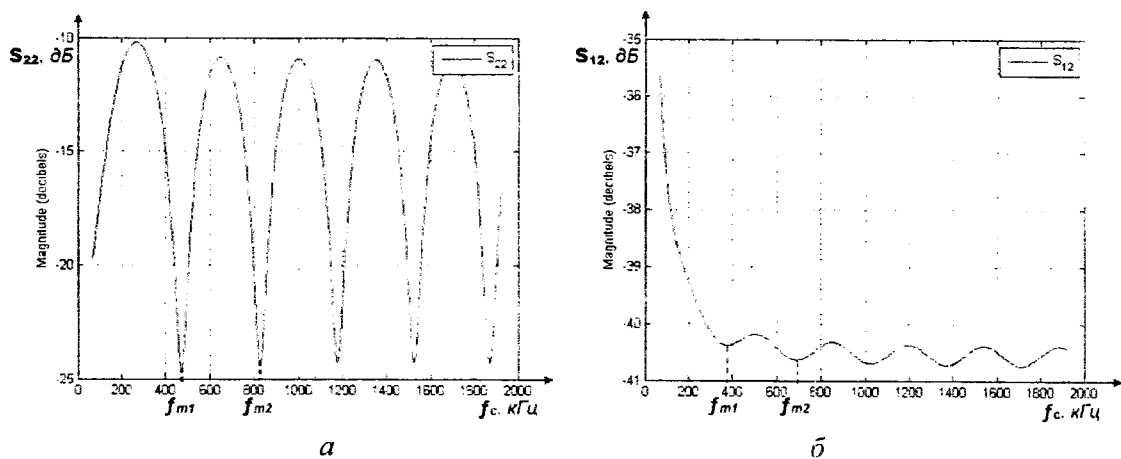 S22, дБ
-10
-15
-20
-25
Magnitude (decibels)
S22
0 200 400 600 800 1000 1200 1400 1600 1800 2000
fm1 fm2 fc, кГц
а
S12, дБ
-35
-36
-37
-38
-39
-40
-41
Magnitude (decibels)
S12
0 200 400 600 800 1000 1200 1400 1600 1800 2000
fm1 fm2 fc, кГц
б